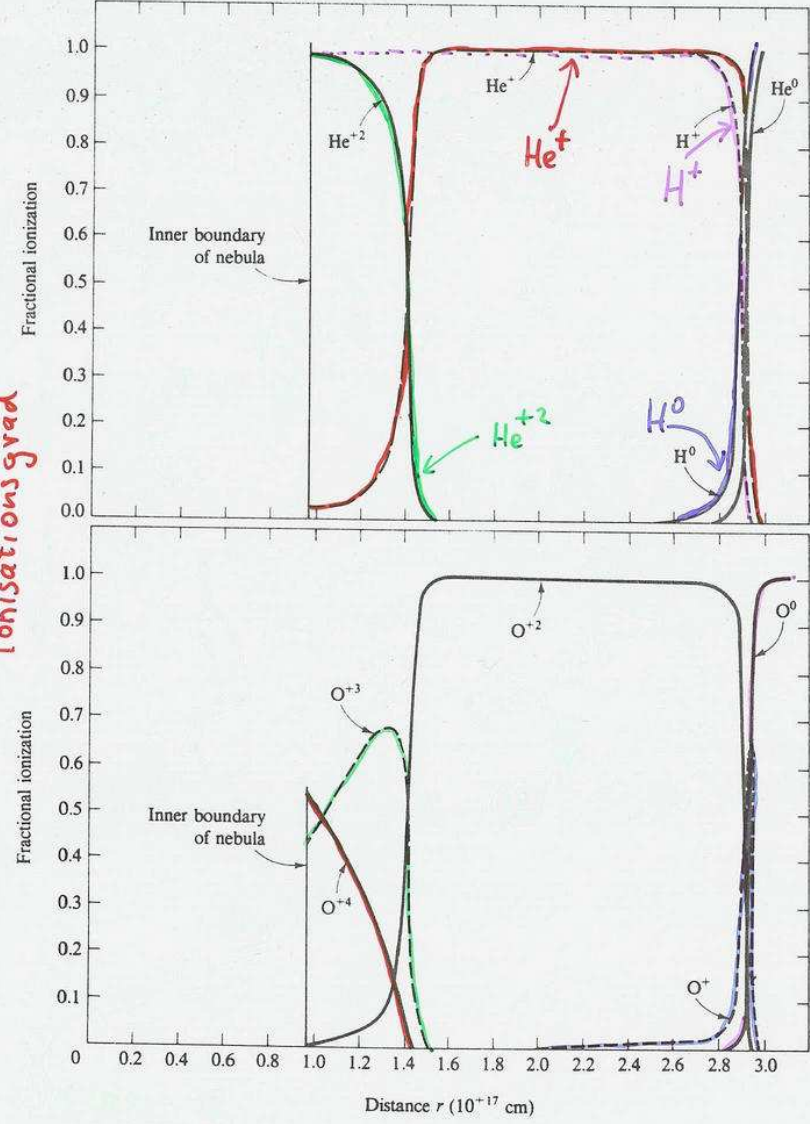 1.0
0.9
0.8
0.7
0.6
0.5
0.4
0.3
0.2
0.1
0.0
Fractional ionization
Ionisationsgrad
Inner boundary
of nebula
He⁺²
He⁺
He⁺
H⁺
H⁺
He⁰
He⁺²
H⁰
H⁰
1.0
0.9
0.8
0.7
0.6
0.5
0.4
0.3
0.2
0.1
0
Fractional ionization
Inner boundary
of nebula
O⁺³
O⁺⁴
O⁺²
O⁰
O⁺
0 0.2 0.4 0.6 0.8 1.0 1.2 1.4 1.6 1.8 2.0 2.2 2.4 2.6 2.8 3.0
Distance r (10⁺¹⁷ cm)